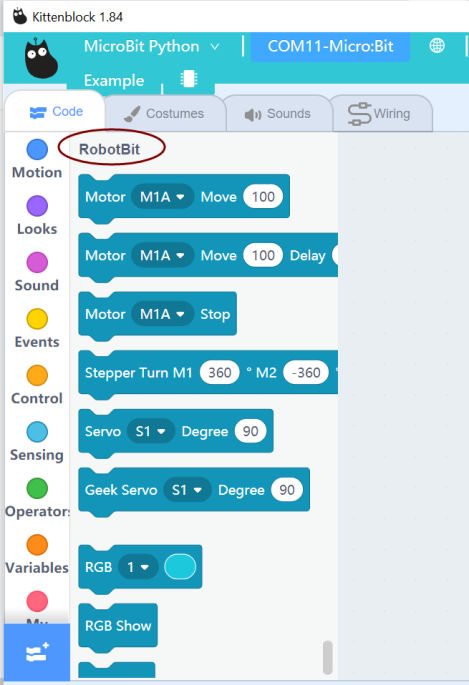 Kittenblock 1.84
MicroBit Python
COM11-Micro:Bit
Example
Code
Costumes
Sounds
Wiring
Motion
Looks
Sound
Events
Control
Sensing
Operator
Variables
My
RobotBit
Motor M1A Move 100
Motor M1A Move 100 Delay
Motor M1A Stop
Stepper Turn M1 360 ° M2 -360 °
Servo S1 Degree 90
Geek Servo S1 Degree 90
RGB 1
RGB Show